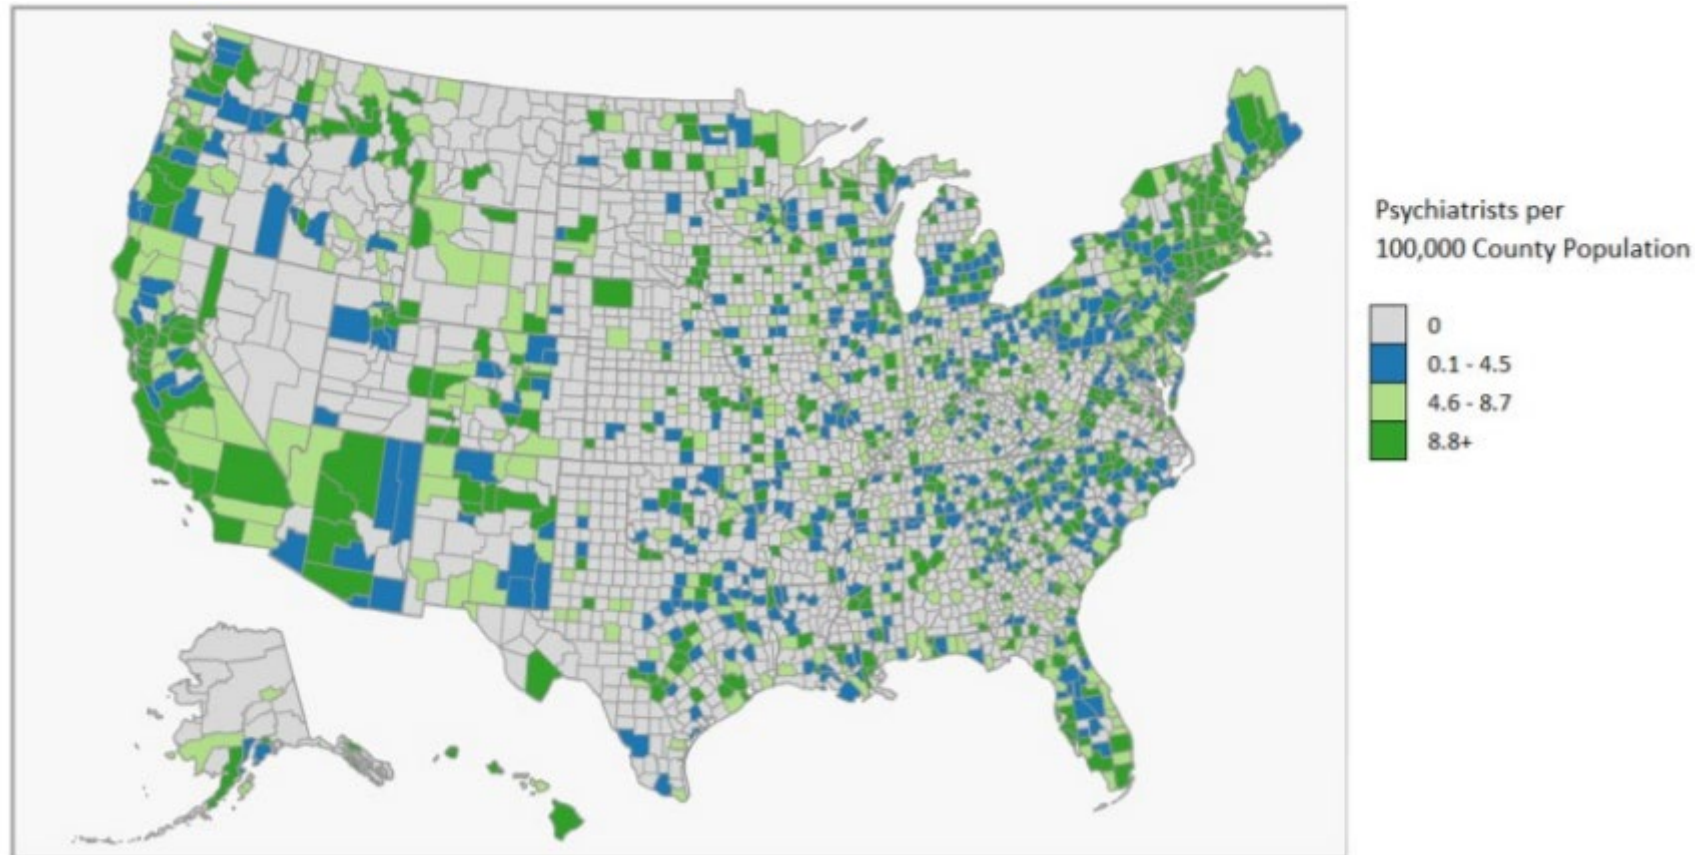 Psychiatrists per
100,000 County Population
0
0.1 - 4.5
4.6 - 8.7
8.8+